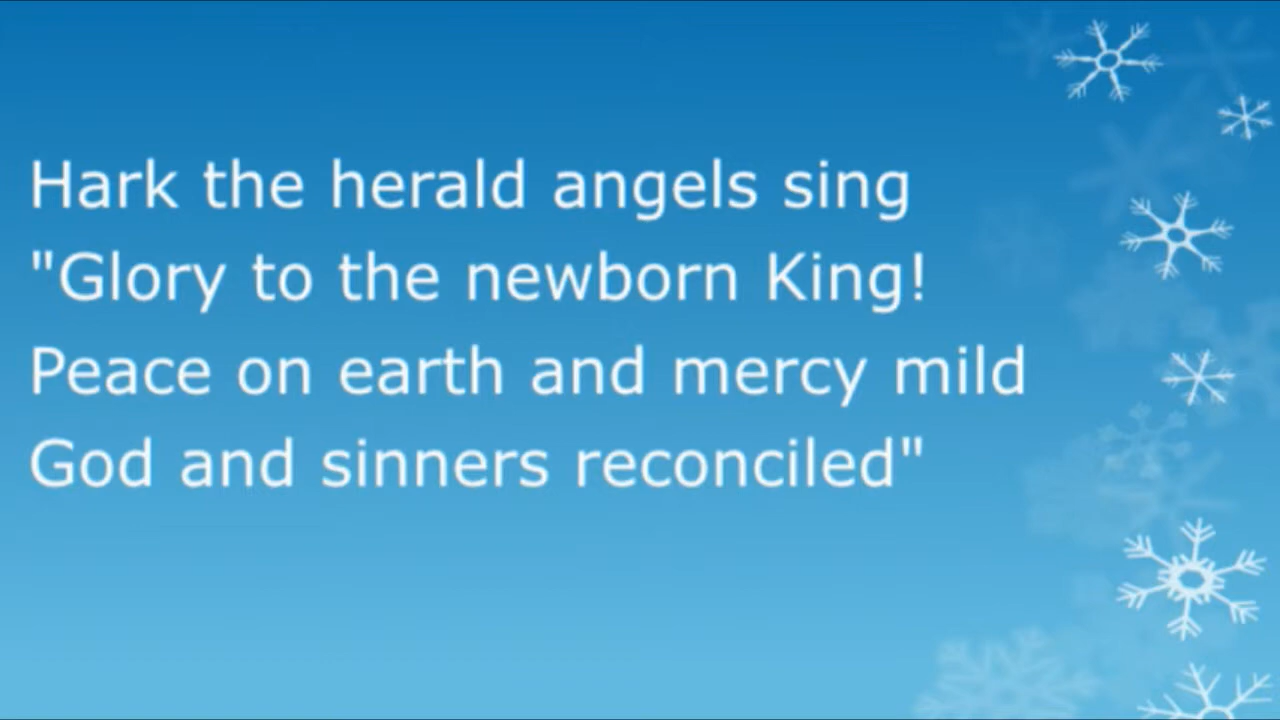 Hark the herald angels sing
"Glory to the newborn King!
Peace on earth and mercy mild
God and sinners reconciled"